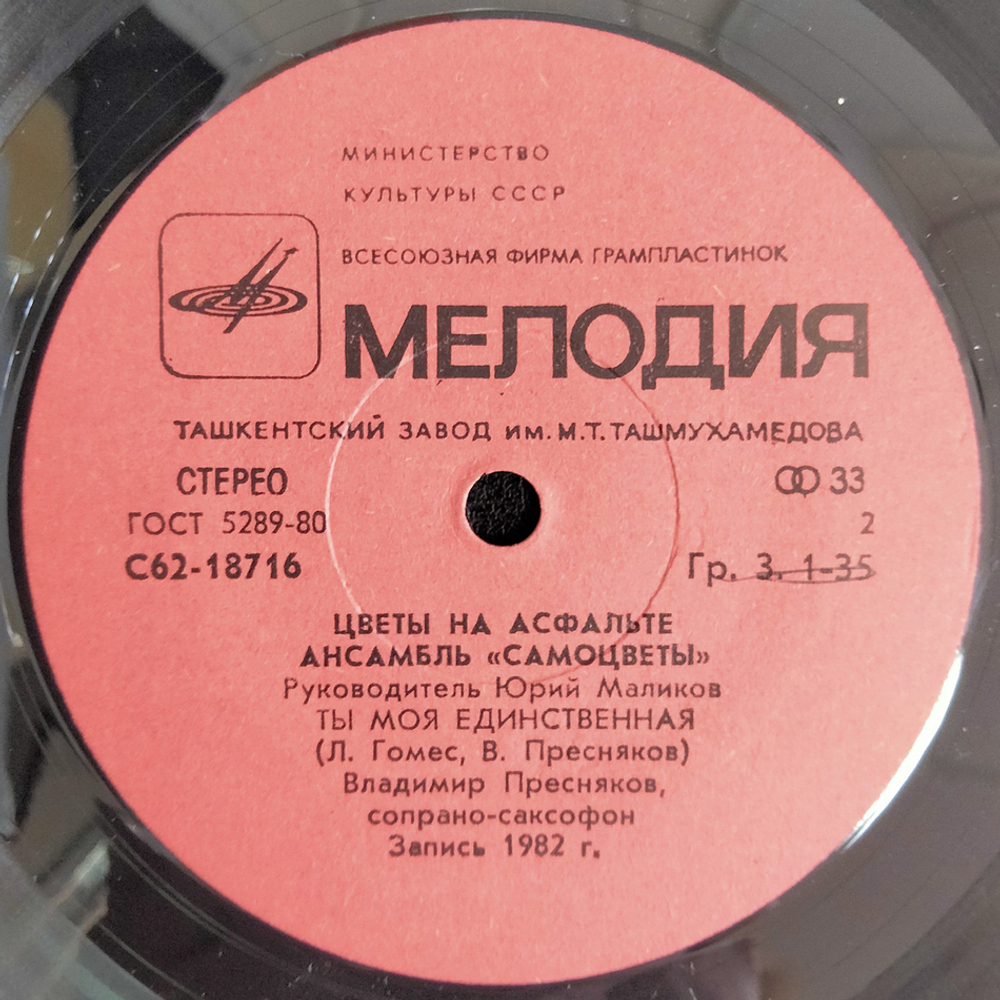 МИНИСТЕРСТВО
КУЛЬТУРЫ СССР
ВСЕСОЮЗНАЯ ФИРМА ГРАМПЛАСТИНОК
МЕЛОДИЯ
ТАШКЕНТСКИЙ ЗАВОД им. М.Т. ТАШМУХАМЕДОВА
СТЕРЕО 33
ГОСТ 5289-80 2
С62-18716 Гр. 3. 1-35
ЦВЕТЫ НА АСФАЛЬТЕ
АНСАМБЛЬ «САМОЦВЕТЫ»
Руководитель Юрий Маликов
ТЫ МОЯ ЕДИНСТВЕННАЯ
(Л. Гомес, В. Пресняков)
Владимир Пресняков,
сопрано-саксофон
Запись 1982 г.